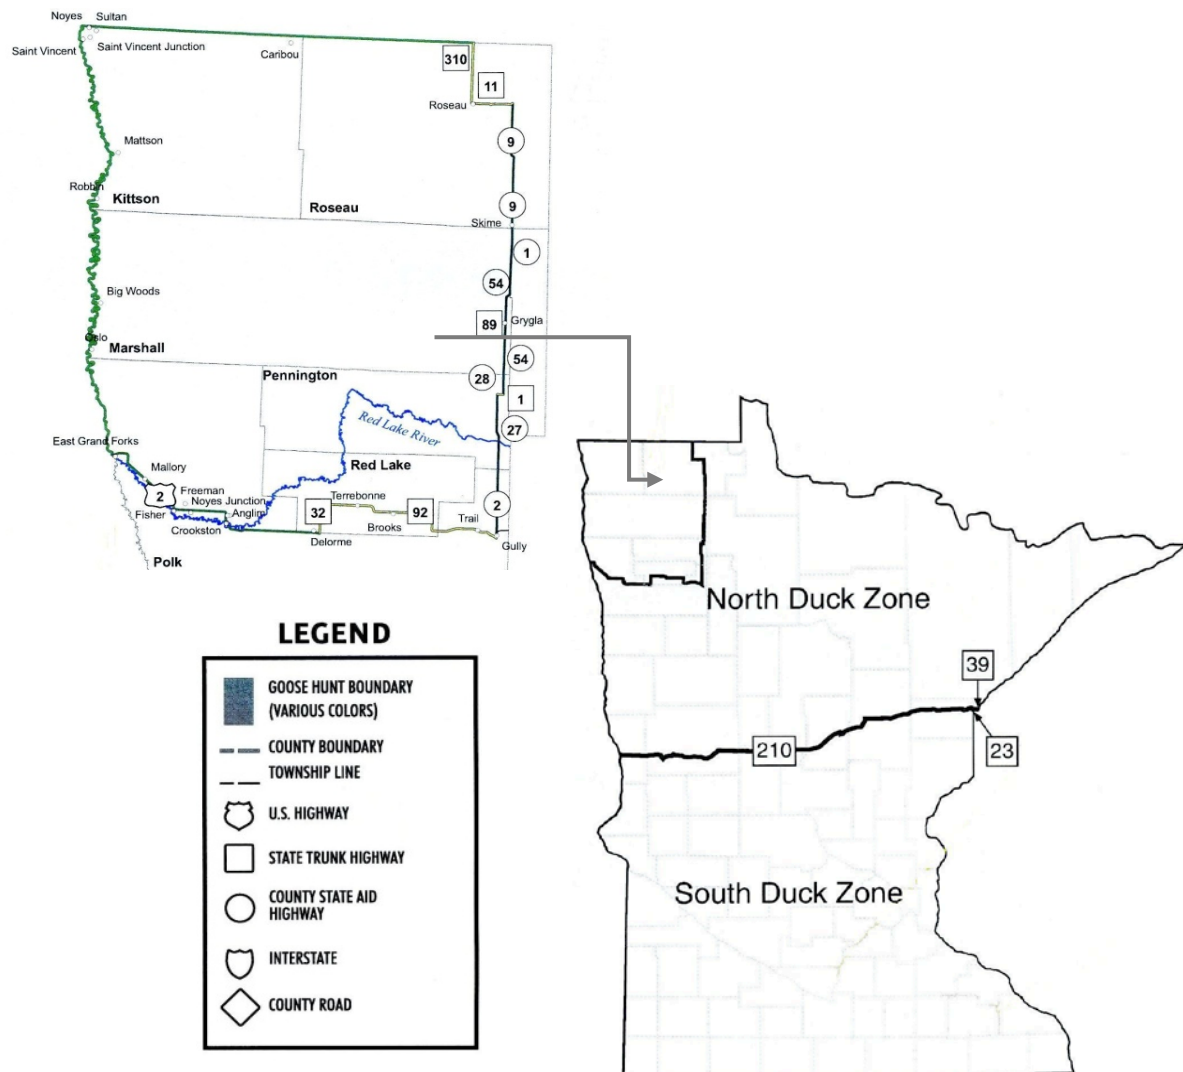 Noyes
Sultan
Saint Vincent
Saint Vincent Junction
Caribou
310
11
Roseau
9
Mattson
Robbin
Kittson
Roseau
9
Skime
1
54
Big Woods
89
Grygla
Oslo
Marshall
54
Pennington
28
1
Red Lake River
27
East Grand Forks
Mallory
Red Lake
2
Freeman
Noyes Junction
Terrebonne
2
Fisher
Anglim
32
92
Trail
Crookston
Brooks
Delorme
Gully
Polk
North Duck Zone
39
210
23
South Duck Zone
LEGEND
GOOSE HUNT BOUNDARY
(VARIOUS COLORS)
COUNTY BOUNDARY
TOWNSHIP LINE
U.S. HIGHWAY
STATE TRUNK HIGHWAY
COUNTY STATE AID
HIGHWAY
INTERSTATE
COUNTY ROAD